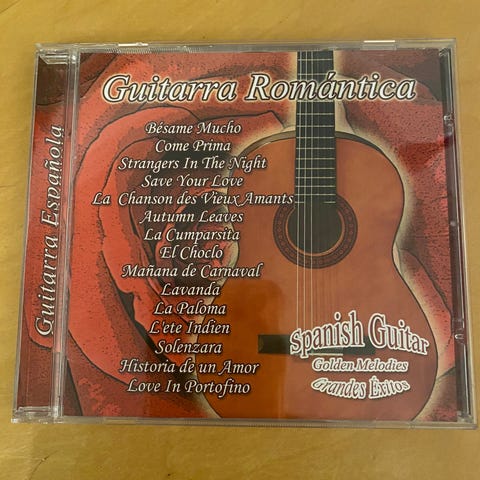 Guitarra Española
Guitarra Romántica
Bésame Mucho
Come Prima
Strangers In The Night
Save Your Love
La Chanson des Vieux Amants
Autumn Leaves
La Cumparsita
El Choclo
Mañana de Carnaval
Lavanda
La Paloma
L'ete Indien
Solenzara
Historia de un Amor
Love In Portofino
Spanish Guitar
Golden Melodies
Grandes Éxitos